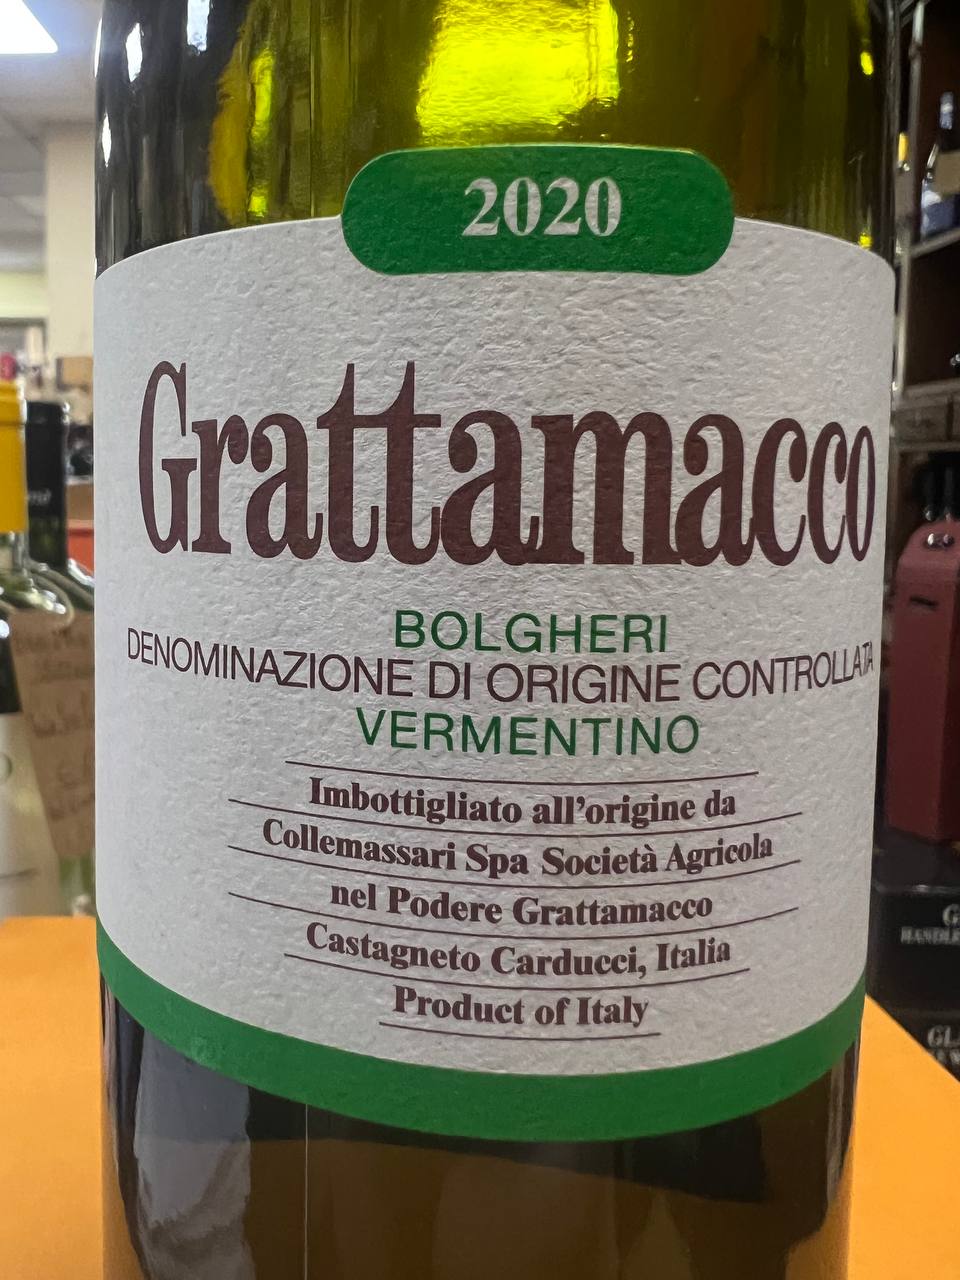 2020
Grattamacco
BOLGHERI
DENOMINAZIONE DI ORIGINE CONTROLLATA
VERMENTINO
Imbottigliato all'origine da
Collemassari Spa Società Agricola
nel Podere Grattamacco
Castagneto Carducci, Italia
Product of Italy